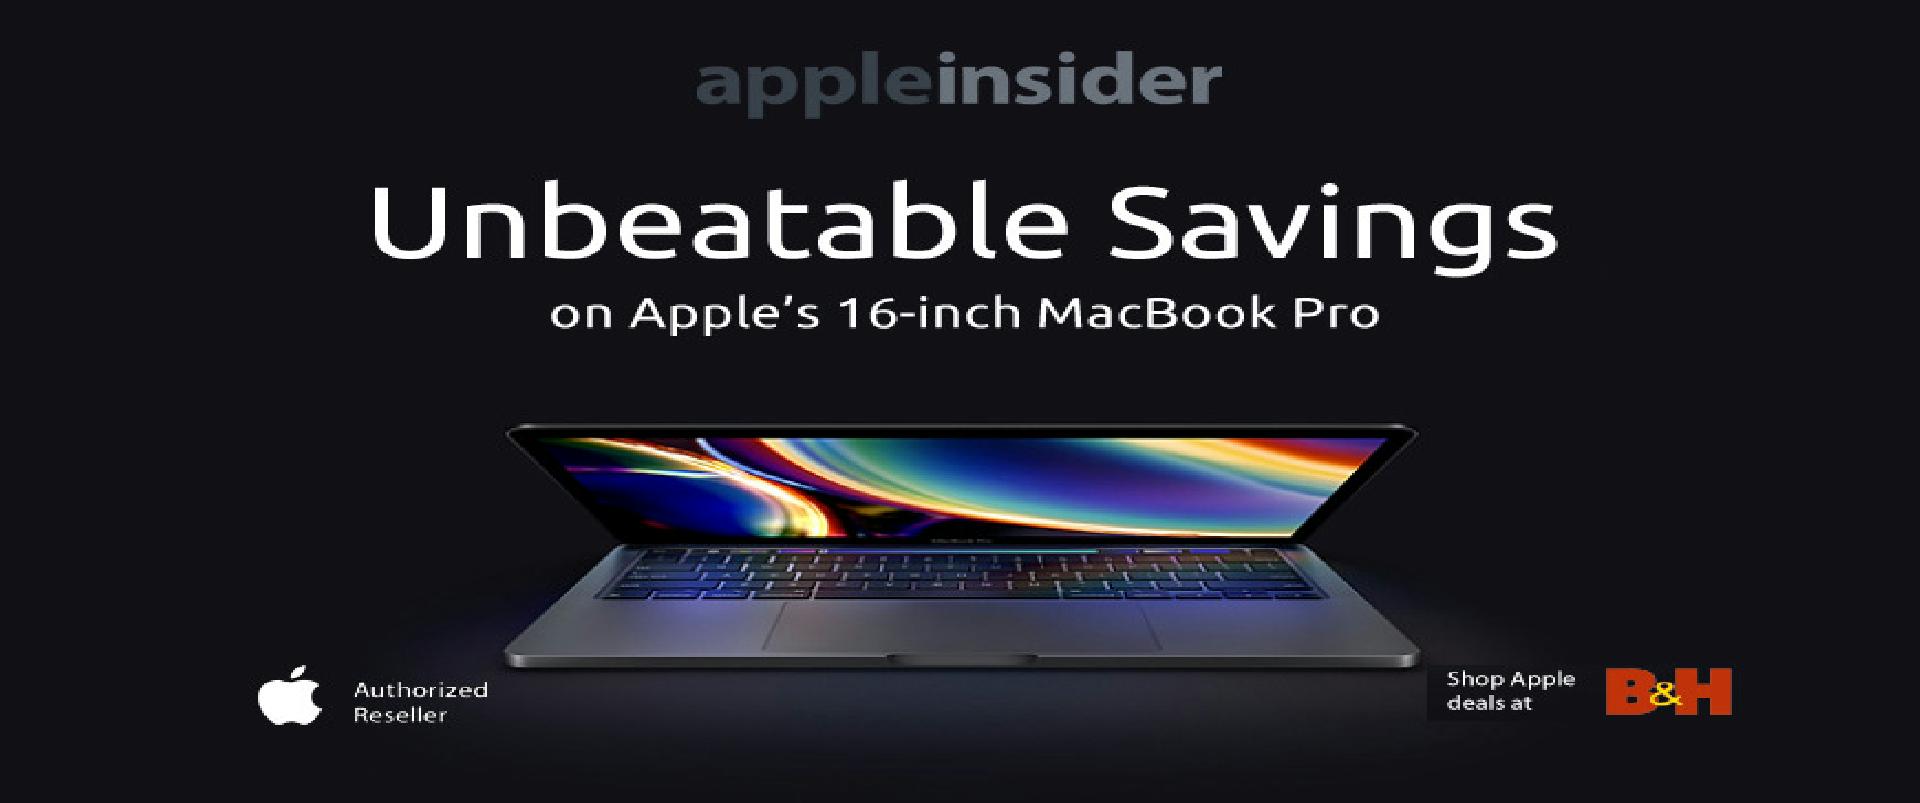 appleinsider
Unbeatable Savings
on Apple’s 16-inch MacBook Pro
Authorized
Reseller
Shop Apple
deals at
B&H